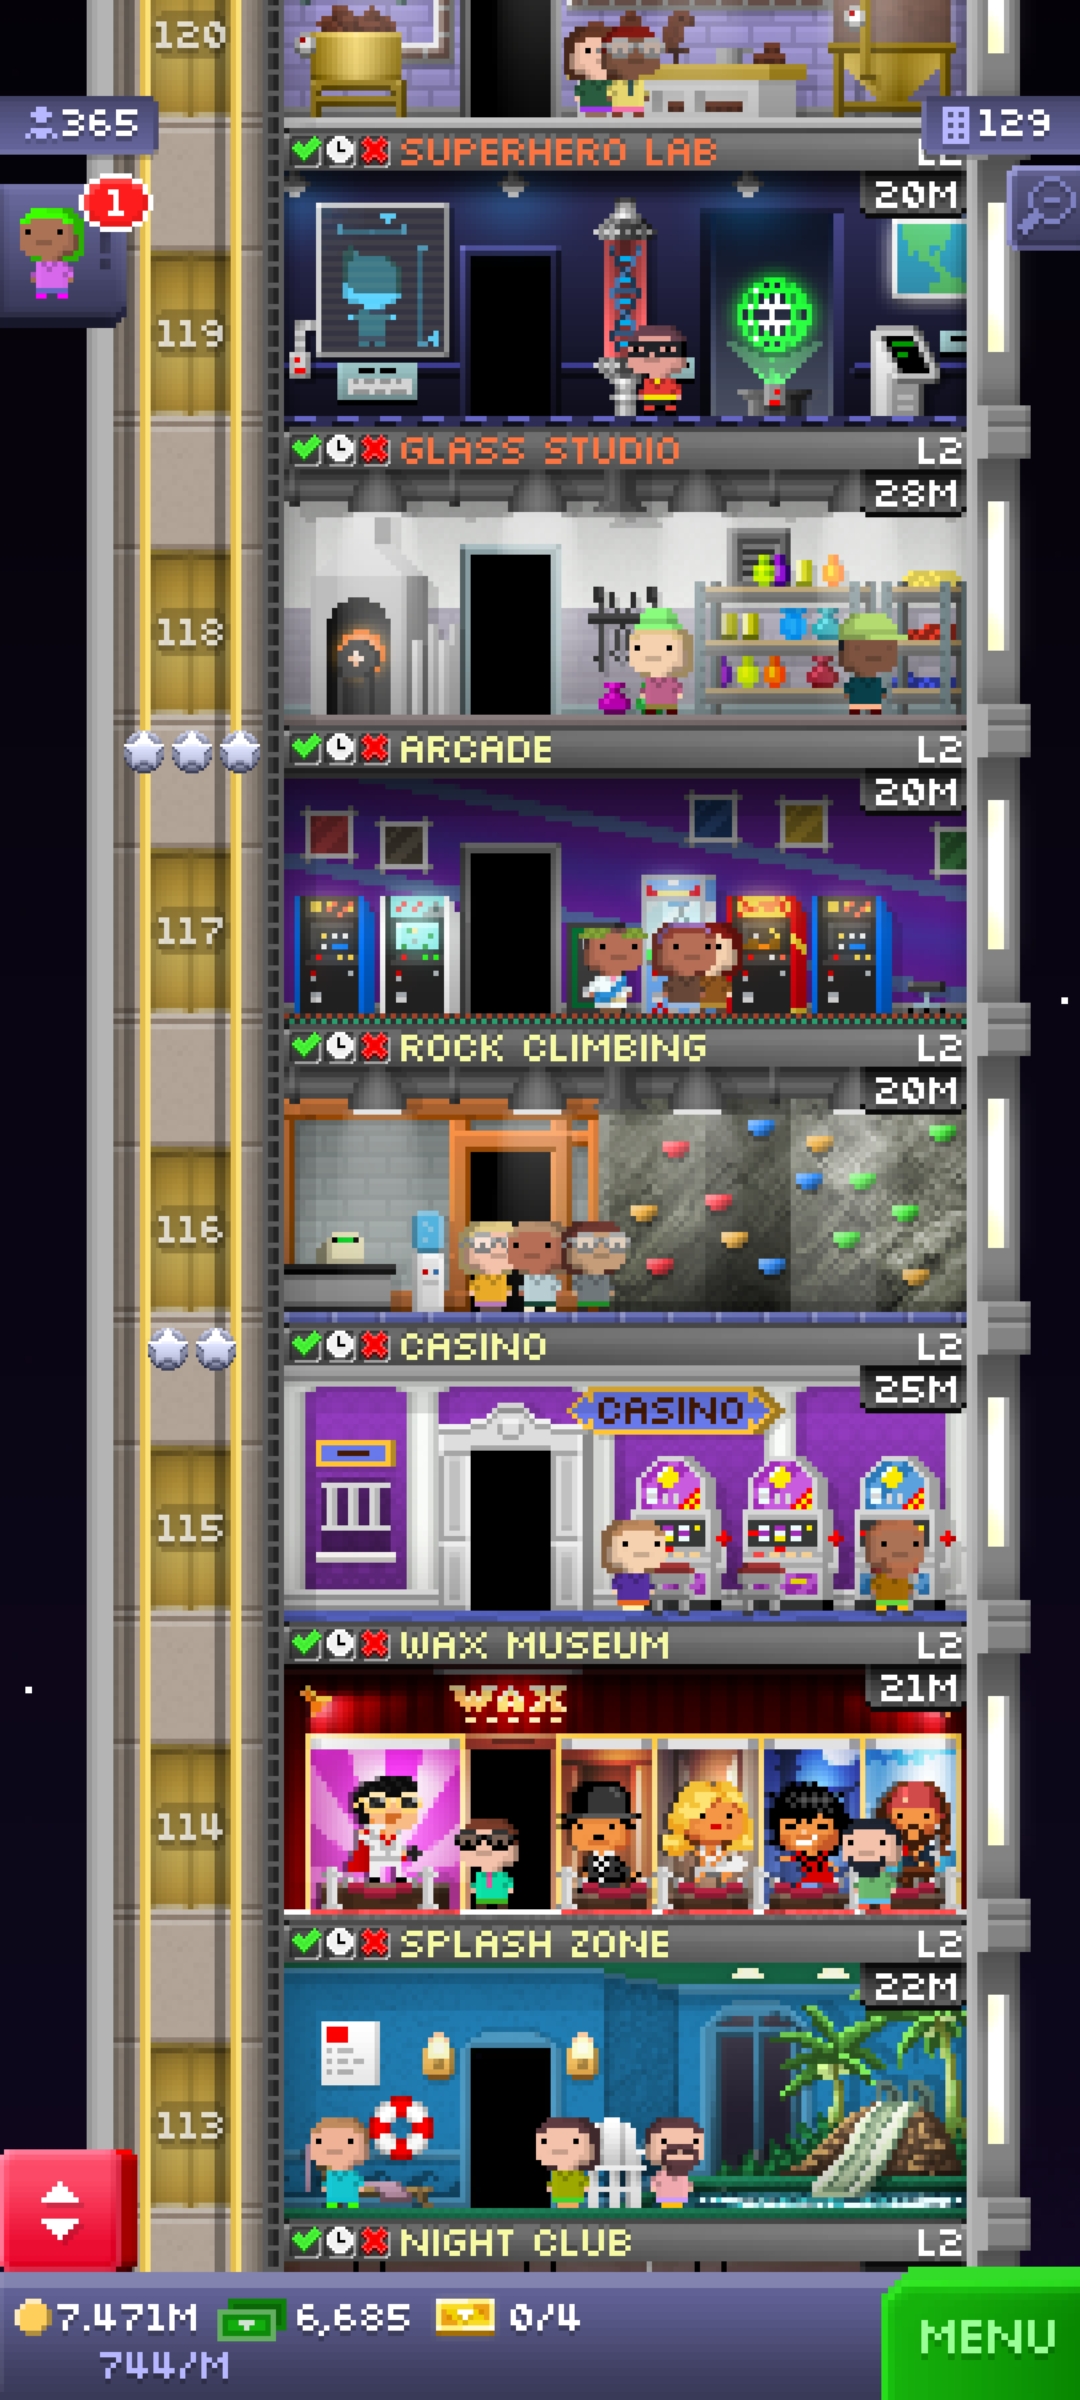 120
365
129
SUPERHERO LAB L2
20M
1
119
GLASS STUDIO L2
28M
118
ARCADE L2
20M
117
ROCK CLIMBING L2
20M
116
CASINO L2
25M
CASINO
115
WAX MUSEUM L2
21M
WAX
114
SPLASH ZONE L2
22M
113
NIGHT CLUB L2
7.471M 6,685 0/4
744/M
MENU